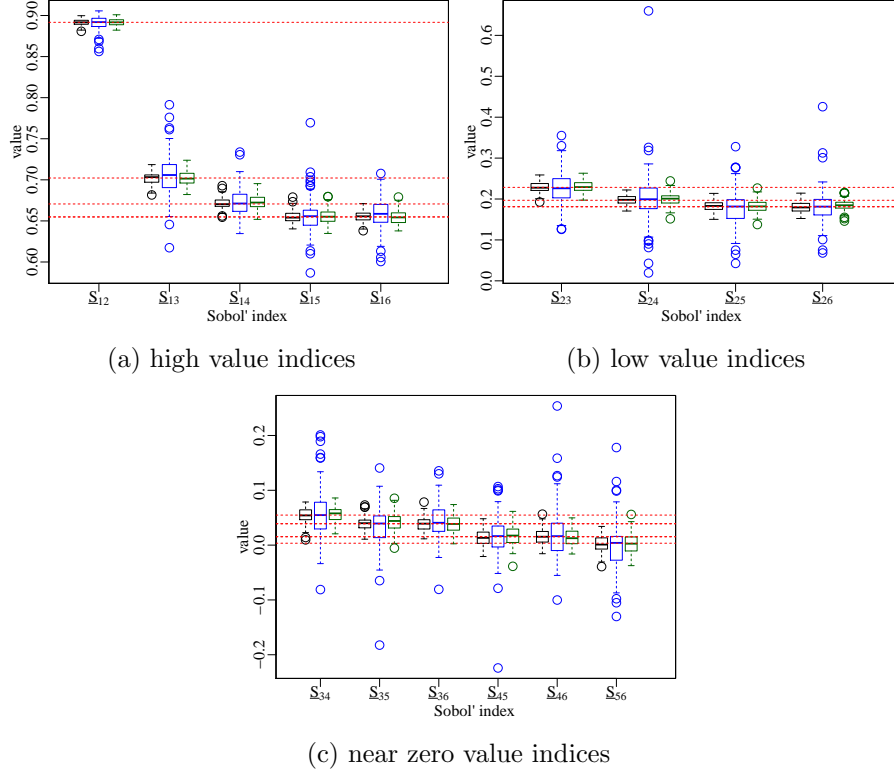 0.60 0.65 0.70 0.75 0.80 0.85 0.90
value
S12 S13 S14 S15 S16
Sobol' index
(a) high value indices
0.0 0.1 0.2 0.3 0.4 0.5 0.6
value
S23 S24 S25 S26
Sobol' index
(b) low value indices
-0.2 -0.1 0.0 0.1 0.2
value
S34 S35 S36 S45 S46 S56
Sobol' index
(c) near zero value indices